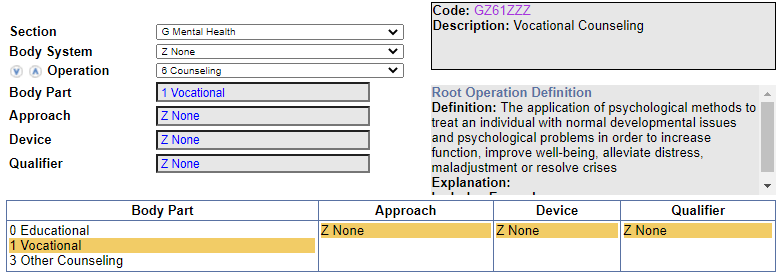 Section
G Mental Health
Body System
Z None
Operation
6 Counseling
Body Part
1 Vocational
Approach
Z None
Device
Z None
Qualifier
Z None
Code: GZ61ZZZ
Description: Vocational Counseling
Root Operation Definition
Definition: The application of psychological methods to
treat an individual with normal developmental issues
and psychological problems in order to increase
function, improve well-being, alleviate distress,
maladjustment or resolve crises
Explanation:
Body Part Approach Device Qualifier
0 Educational Z None Z None Z None
1 Vocational
3 Other Counseling